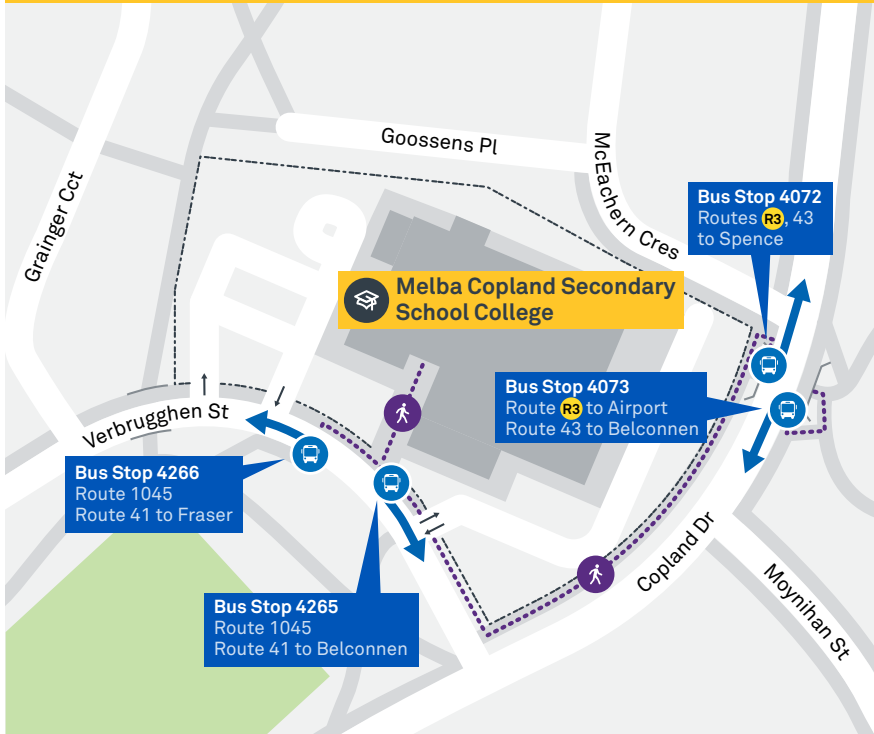 Goossens Pl
Grainger Cct
McEachern Cres
Bus Stop 4072
Routes R3, 43
to Spence
Melba Copland Secondary
School College
Bus Stop 4073
Route R3 to Airport
Route 43 to Belconnen
Verbrugghen St
Bus Stop 4266
Route 1045
Route 41 to Fraser
Copland Dr
Moynihan St
Bus Stop 4265
Route 1045
Route 41 to Belconnen